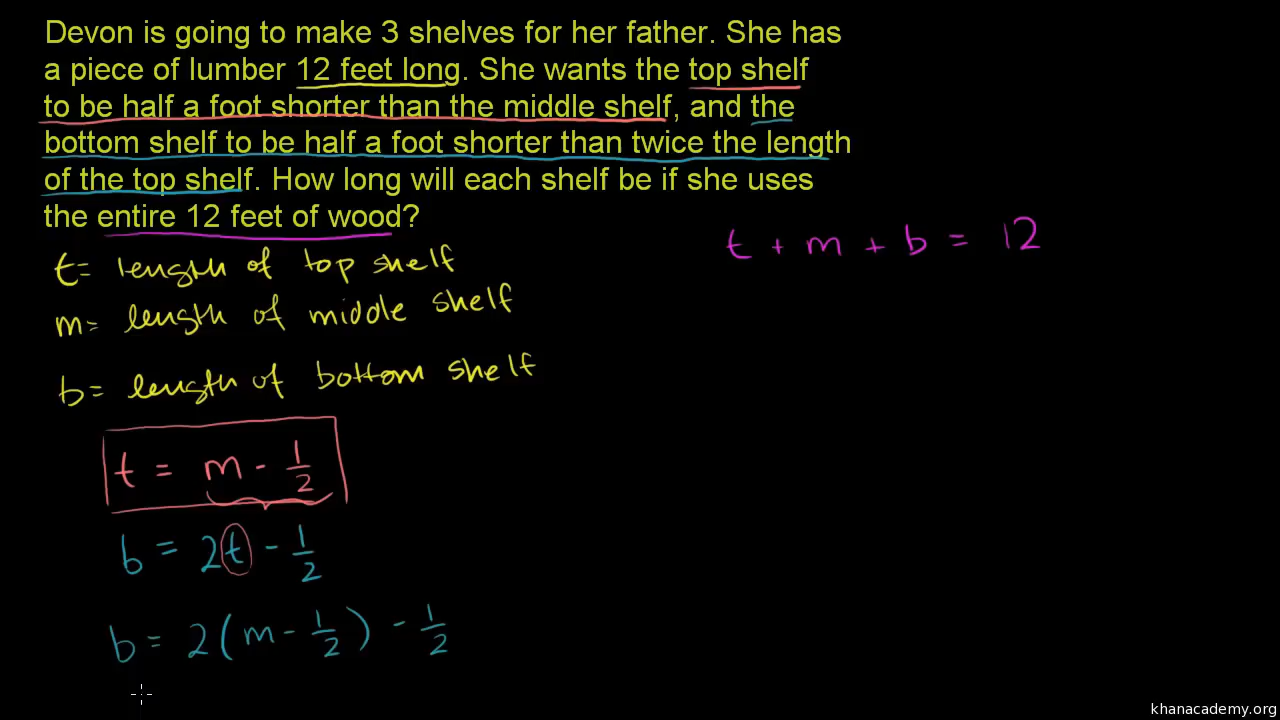 Devon is going to make 3 shelves for her father. She has
a piece of lumber 12 feet long. She wants the top shelf
to be half a foot shorter than the middle shelf, and the
bottom shelf to be half a foot shorter than twice the length
of the top shelf. How long will each shelf be if she uses
the entire 12 feet of wood?
t + m + b = 12
t= length of top shelf
m= length of middle shelf
b= length of bottom shelf
t = m - 1/2
b = 2t - 1/2
b = 2(m - 1/2) - 1/2
khanacademy.org